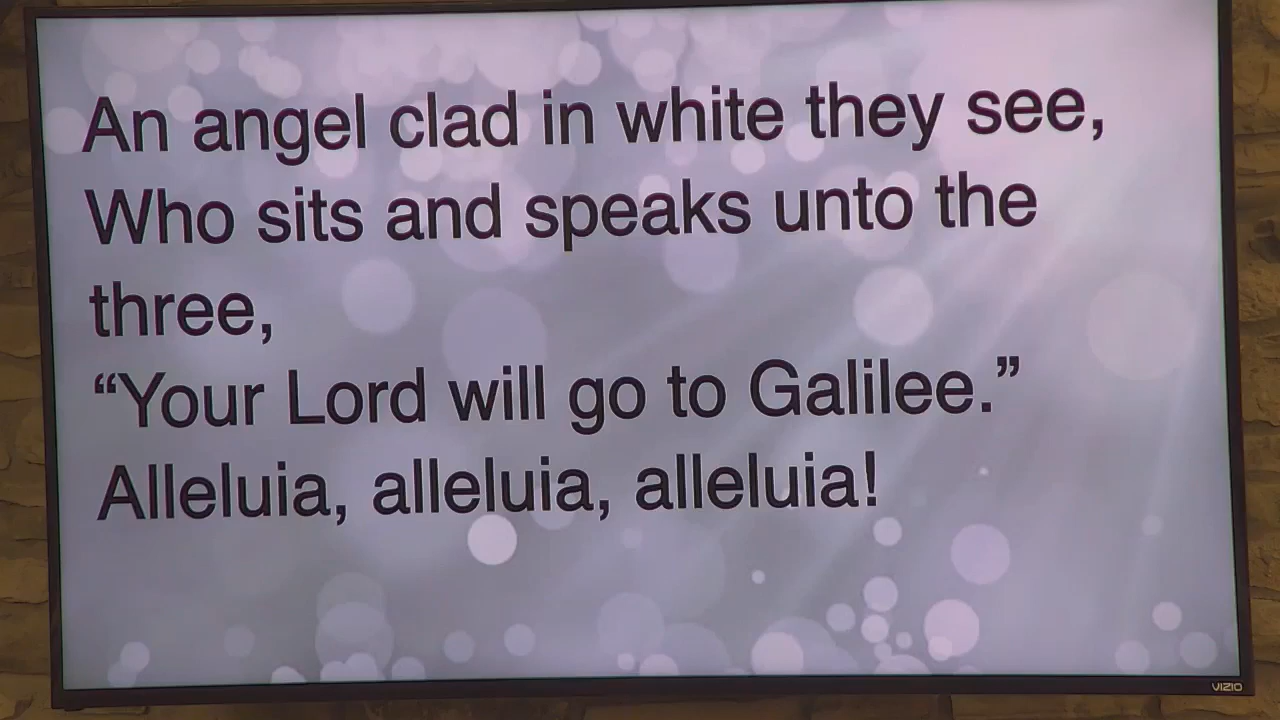 An angel clad in white they see,
Who sits and speaks unto the
three,
“Your Lord will go to Galilee.”
Alleluia, alleluia, alleluia!
VIZIO